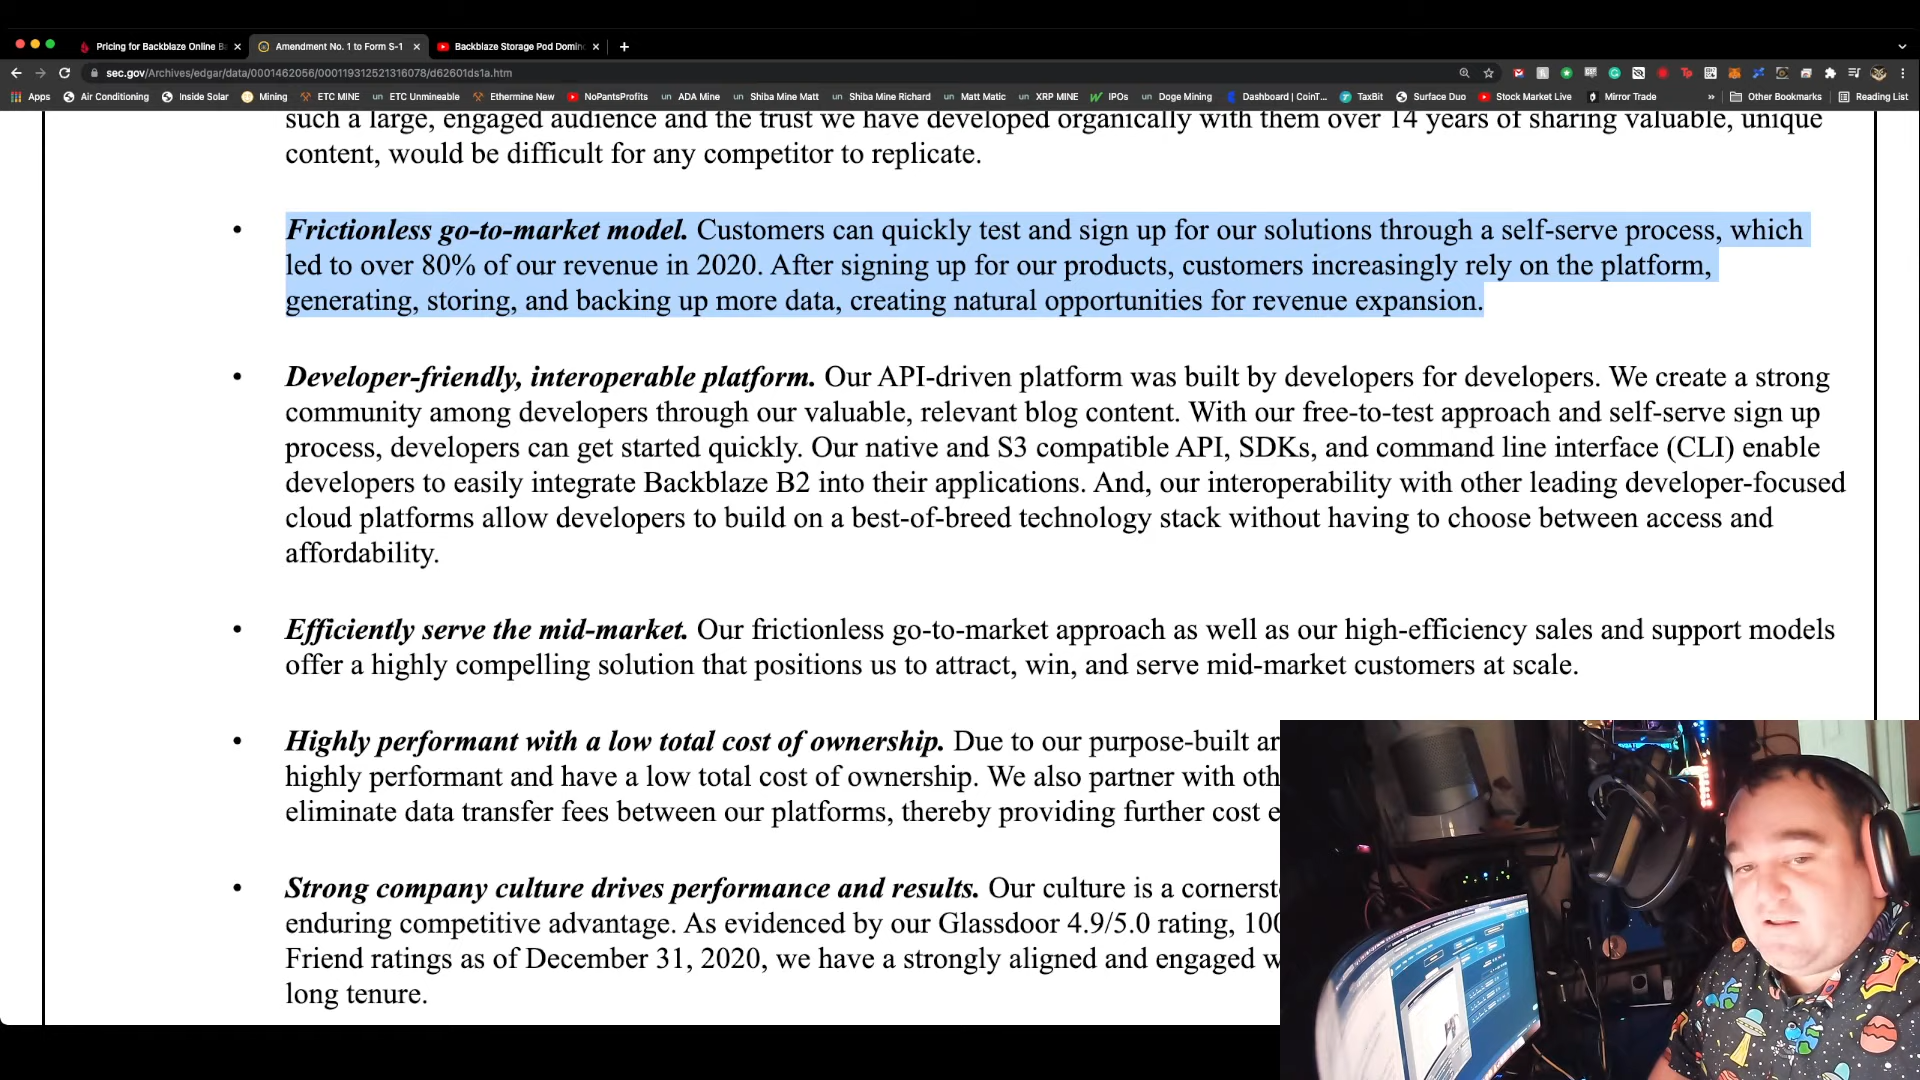 Pricing for Backblaze Online Ba
Amendment No. 1 to Form S-1
Backblaze Storage Pod Domin
sec.gov/Archives/edgar/data/0001462056/000119312521316078/d62601ds1a.htm
Apps Air Conditioning Inside Solar Mining ETC MINE ETC Unmineable Ethermine New NoPantsProfits ADA Mine Shiba Mine Matt Shiba Mine Richard Matt Matic XRP MINE IPOs Doge Mining Dashboard | CoinT... TaxBit Surface Duo Stock Market Live Mirror Trade » Other Bookmarks Reading List
such a large, engaged audience and the trust we have developed organically with them over 14 years of sharing valuable, unique
content, would be difficult for any competitor to replicate.
• Frictionless go-to-market model. Customers can quickly test and sign up for our solutions through a self-serve process, which
led to over 80% of our revenue in 2020. After signing up for our products, customers increasingly rely on the platform,
generating, storing, and backing up more data, creating natural opportunities for revenue expansion.
• Developer-friendly, interoperable platform. Our API-driven platform was built by developers for developers. We create a strong
community among developers through our valuable, relevant blog content. With our free-to-test approach and self-serve sign up
process, developers can get started quickly. Our native and S3 compatible API, SDKs, and command line interface (CLI) enable
developers to easily integrate Backblaze B2 into their applications. And, our interoperability with other leading developer-focused
cloud platforms allow developers to build on a best-of-breed technology stack without having to choose between access and
affordability.
• Efficiently serve the mid-market. Our frictionless go-to-market approach as well as our high-efficiency sales and support models
offer a highly compelling solution that positions us to attract, win, and serve mid-market customers at scale.
• Highly performant with a low total cost of ownership. Due to our purpose-built ar
highly performant and have a low total cost of ownership. We also partner with oth
eliminate data transfer fees between our platforms, thereby providing further cost e
• Strong company culture drives performance and results. Our culture is a cornerst
enduring competitive advantage. As evidenced by our Glassdoor 4.9/5.0 rating, 100
Friend ratings as of December 31, 2020, we have a strongly aligned and engaged w
long tenure.